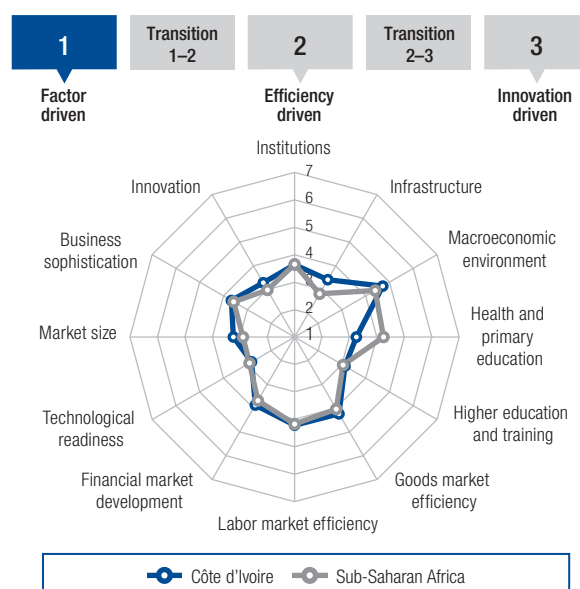 1
Transition
1–2
2
Transition
2–3
3
Factor
driven
Efficiency
driven
Innovation
driven
Institutions
Infrastructure
Macroeconomic
environment
Health and
primary
education
Higher education
and training
Goods market
efficiency
Labor market efficiency
Financial market
development
Technological
readiness
Market size
Business
sophistication
Innovation
7
6
5
4
3
2
1
Côte d'Ivoire
Sub-Saharan Africa